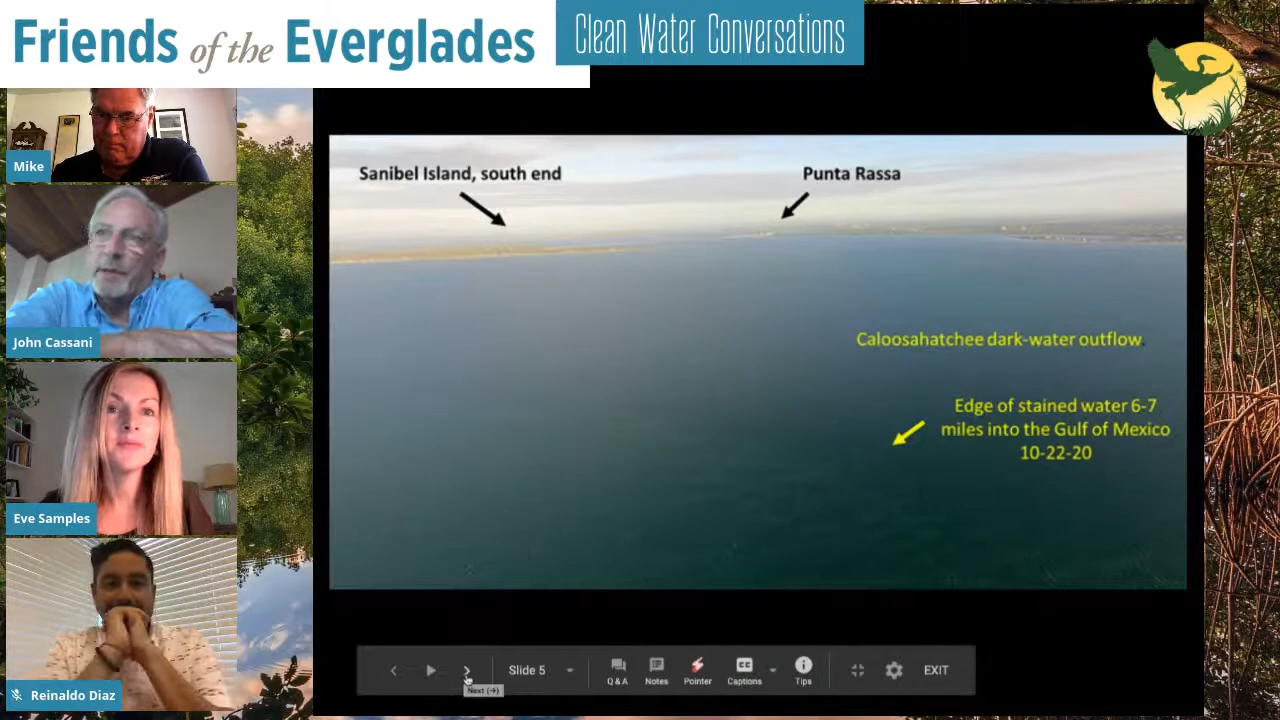 Friends of the Everglades
Clean Water Conversations
Mike
John Cassani
Eve Samples
Reinaldo Diaz
Sanibel Island, south end
Punta Rassa
Caloosahatchee dark-water outflow.
Edge of stained water 6-7
miles into the Gulf of Mexico
10-22-20
Slide 5
Q & A
Notes
Pointer
CC
Captions
Tips
EXIT
Next (→)